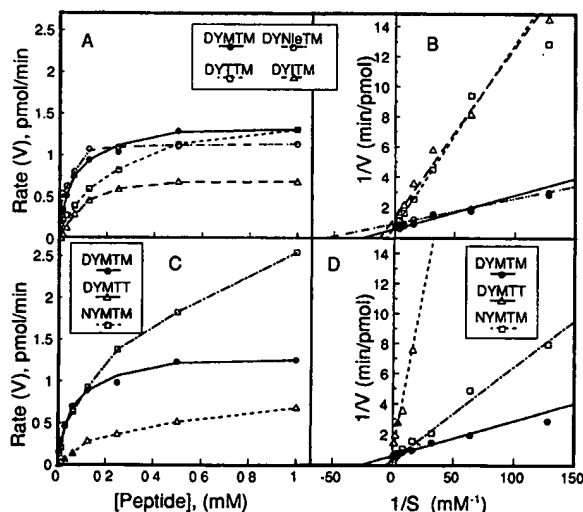 A
DYMTM DYNleTM
DYTTM DYITM
B
Rate (V), pmol/min
2.5
2
1.5
1
0.5
0
1/V (min/pmol)
14
12
10
8
6
4
2
0
DYMTM
DYMTT
NYMTM
C
D
DYMTM
DYMTT
NYMTM
Rate (V), pmol/min
2.5
2
1.5
1
0.5
0
1/V (min/pmol)
14
12
10
8
6
4
2
0 0.2 0.4 0.6 0.8 1
-50 0 50 100 150
[Peptide], (mM)
1/S (mM⁻¹)